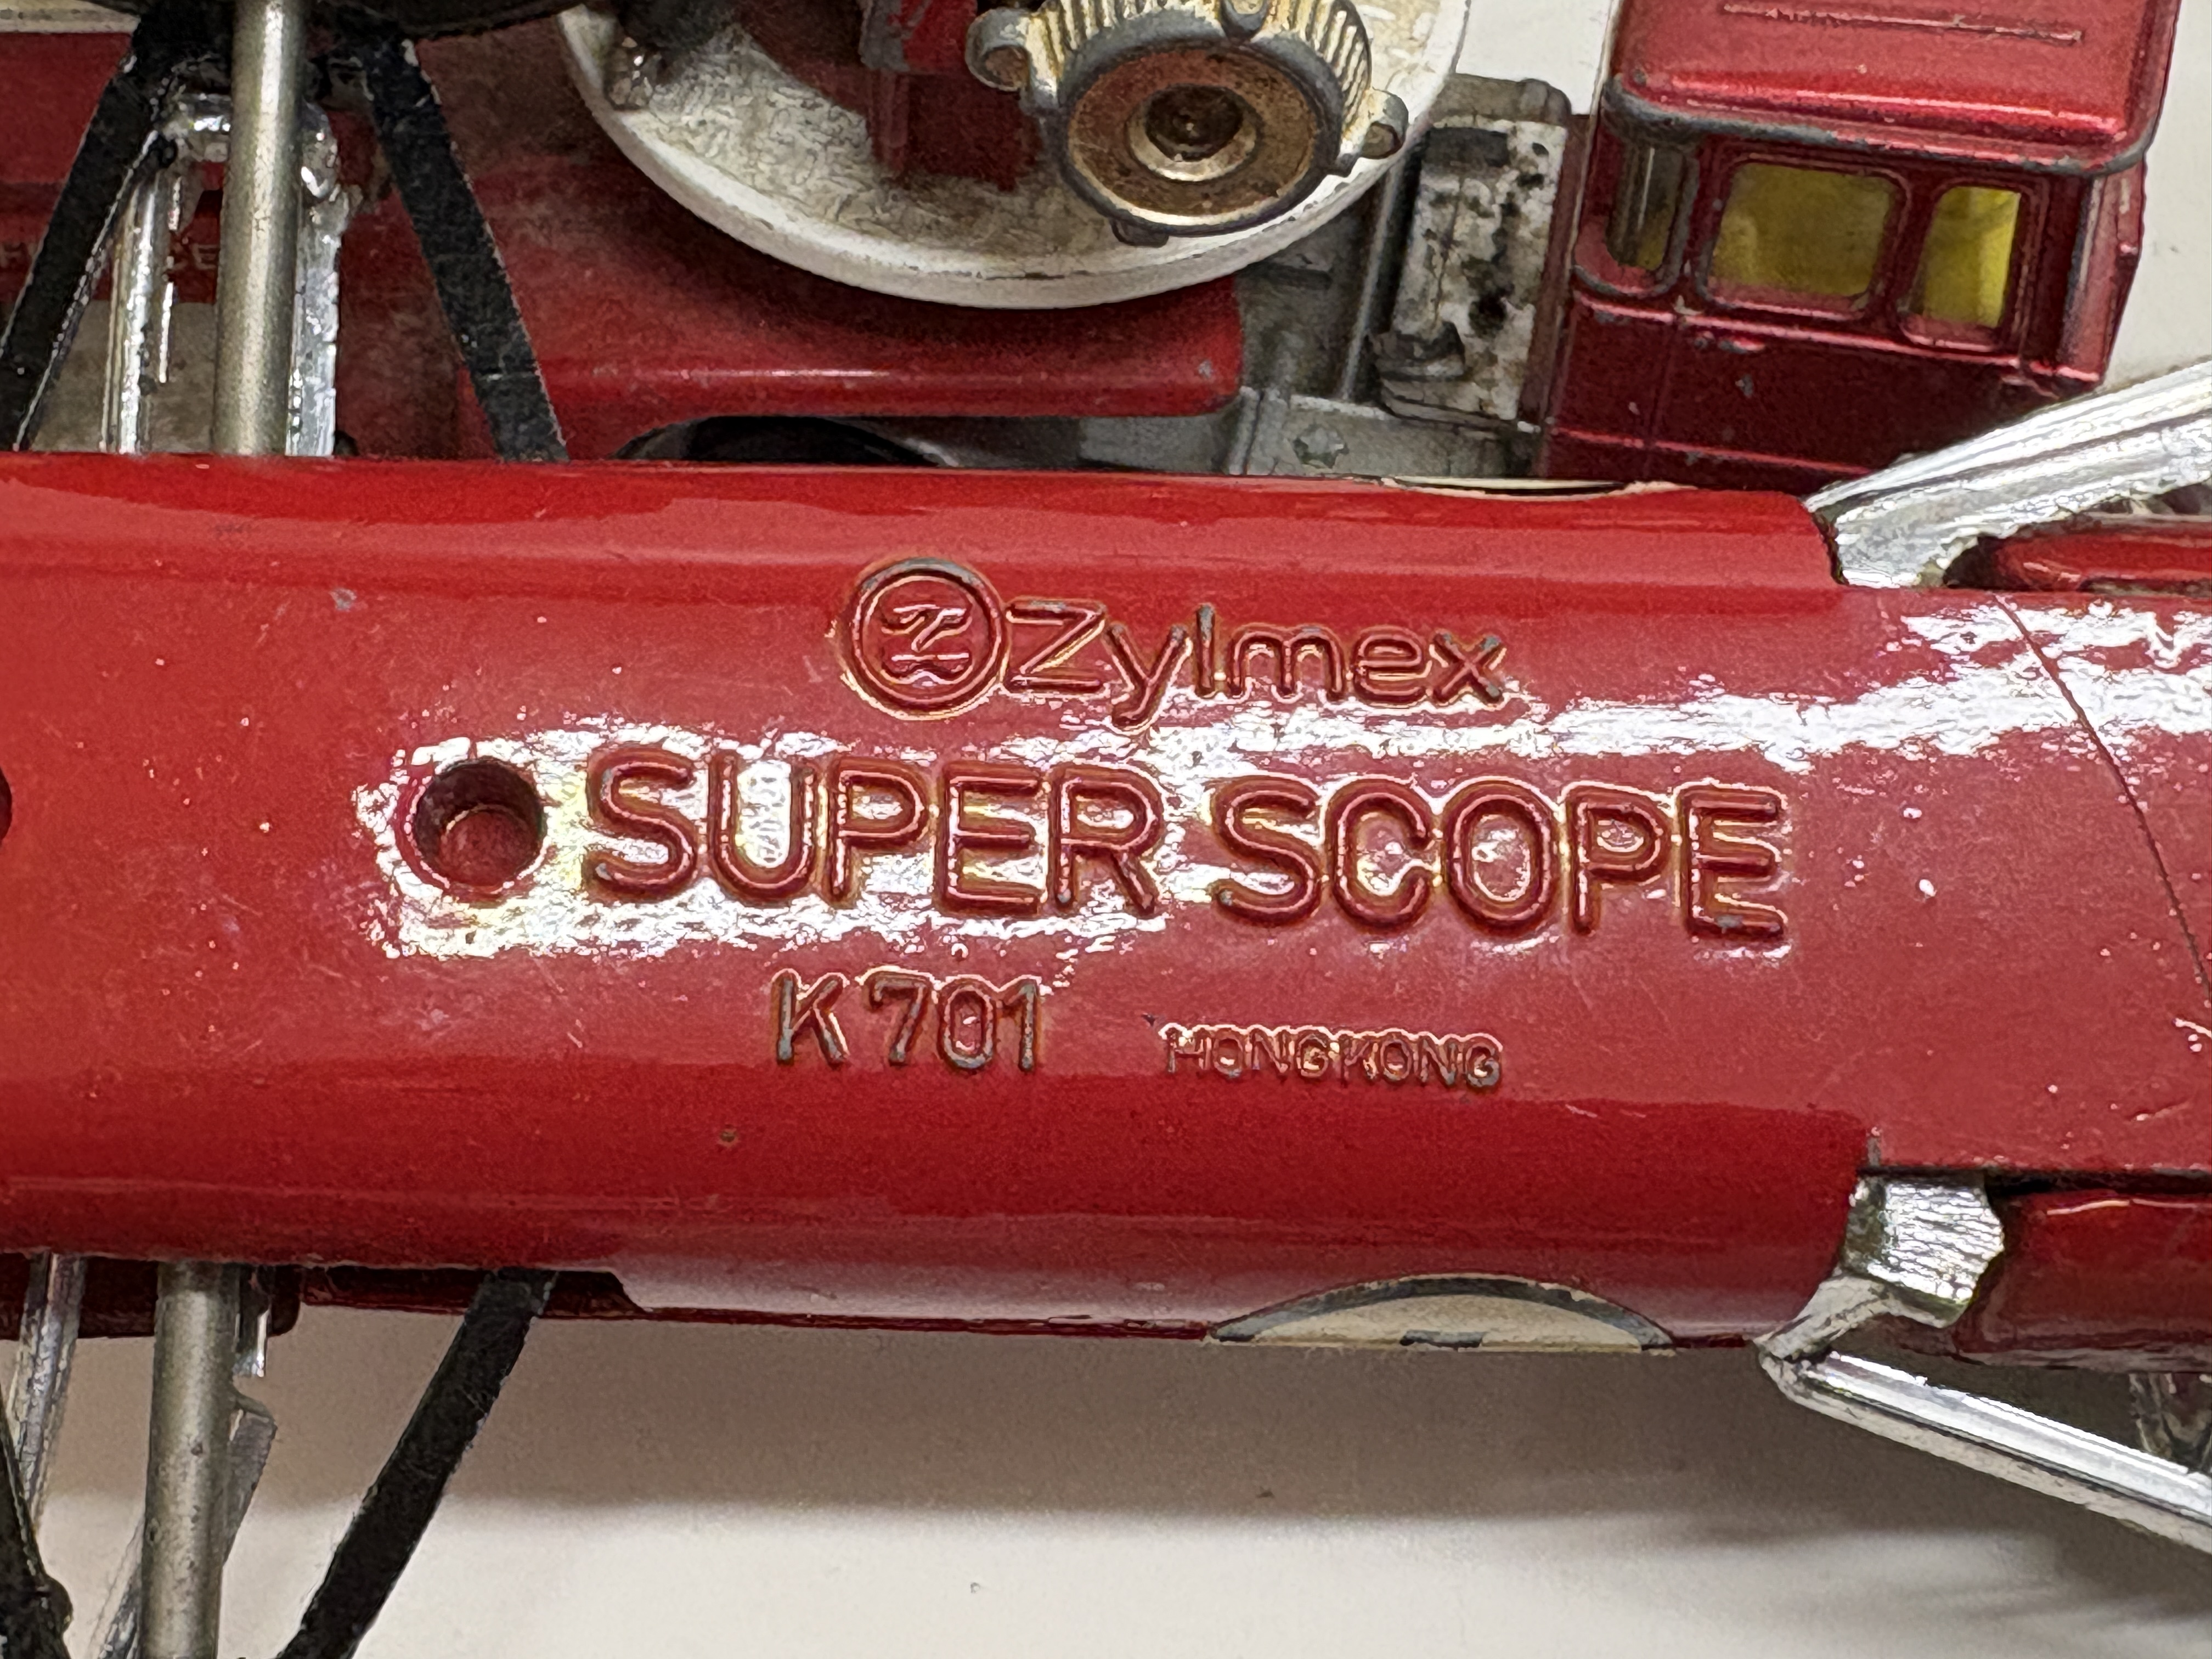 Zylmex
SUPER SCOPE
K701
HONG KONG